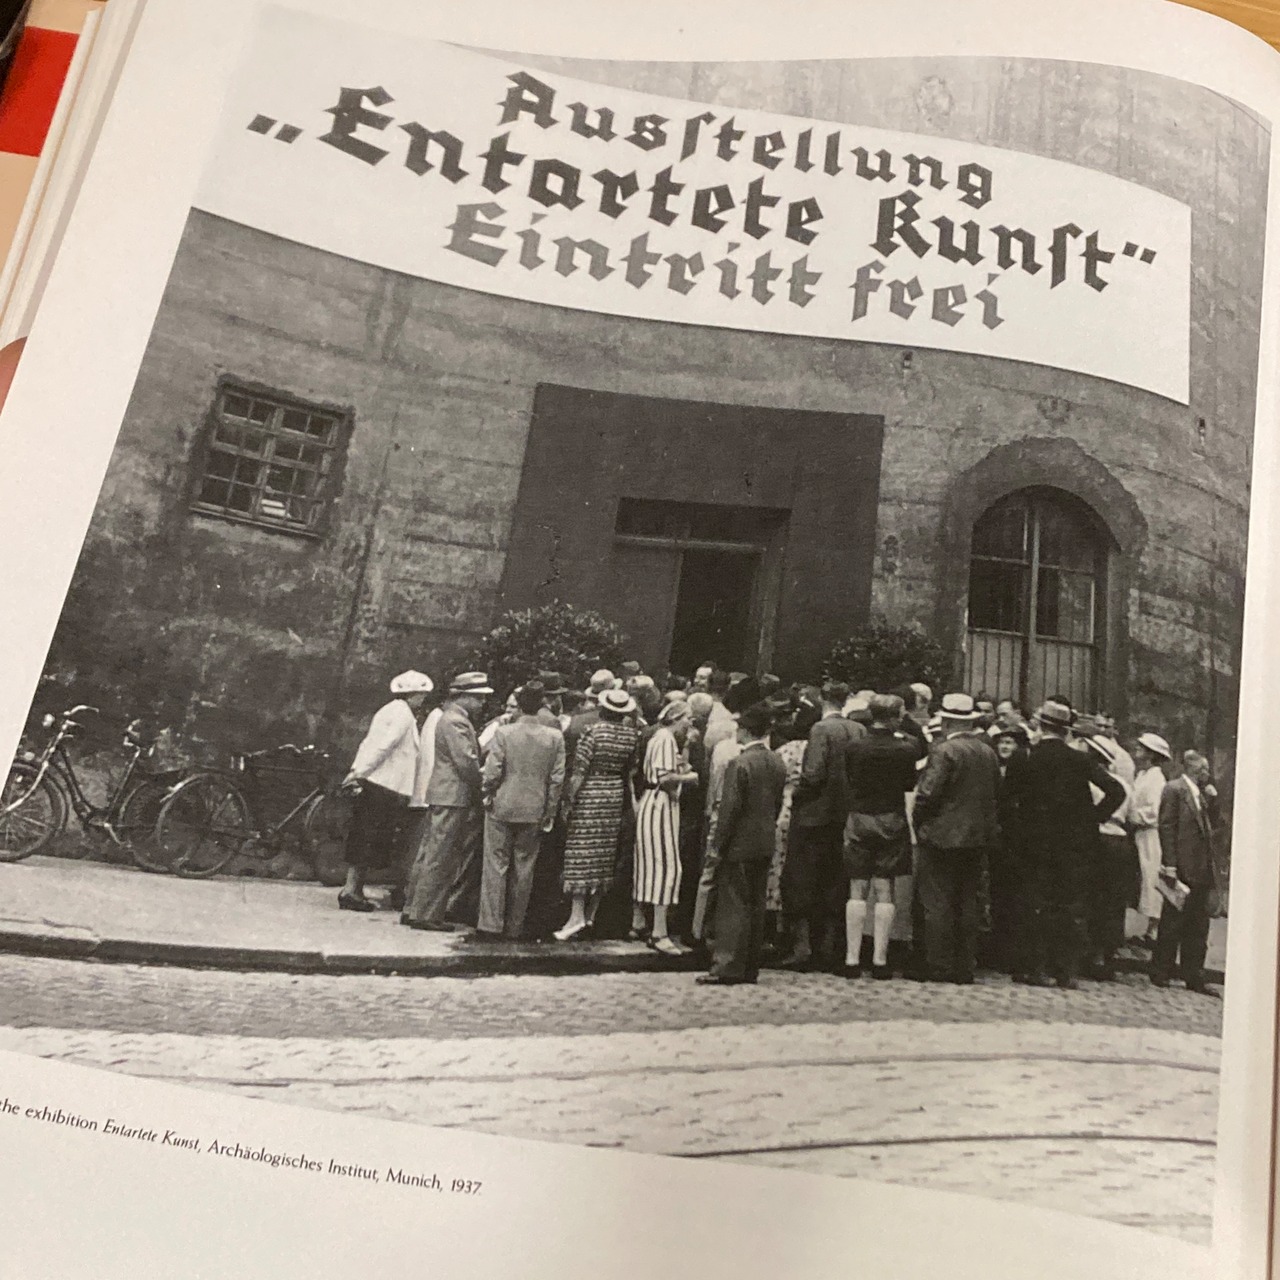 Ausſtellung
„Entartete Kunſt“
Eintritt frei
the exhibition Entartete Kunst, Archäologisches Institut, Munich, 1937.